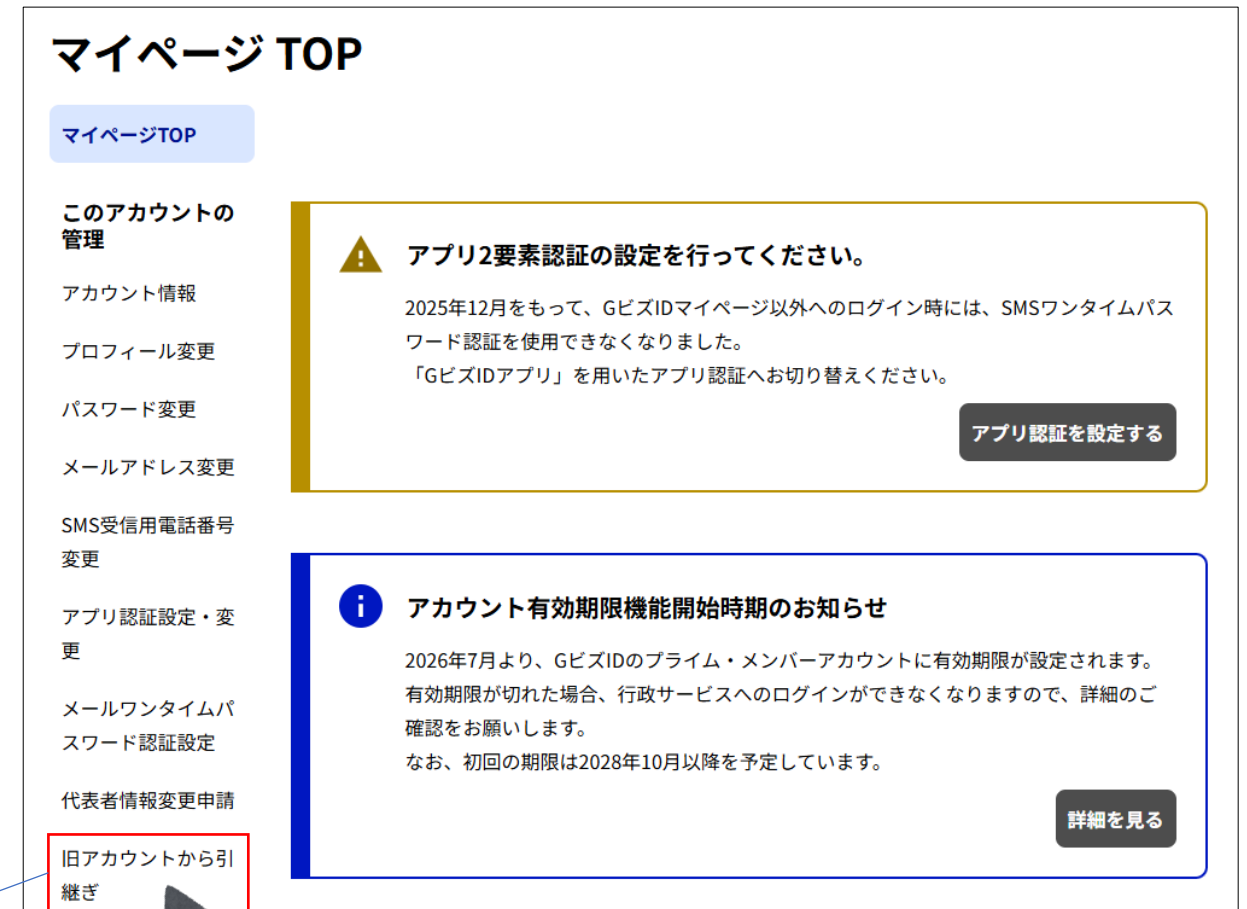 マイページ TOP
マイページTOP
このアカウントの
管理
アカウント情報
プロフィール変更
パスワード変更
メールアドレス変更
SMS受信用電話番号
変更
アプリ認証設定・変
更
メールワンタイムパ
スワード認証設定
代表者情報変更申請
旧アカウントから引
継ぎ
アプリ2要素認証の設定を行ってください。
2025年12月をもって、GビズIDマイページ以外へのログイン時には、SMSワンタイムパス
ワード認証を使用できなくなりました。
「GビズIDアプリ」を用いたアプリ認証へお切り替えください。
アプリ認証を設定する
アカウント有効期限機能開始時期のお知らせ
2026年7月より、GビズIDのプライム・メンバーアカウントに有効期限が設定されます。
有効期限が切れた場合、行政サービスへのログインができなくなりますので、詳細のご
確認をお願いします。
なお、初回の期限は2028年10月以降を予定しています。
詳細を見る